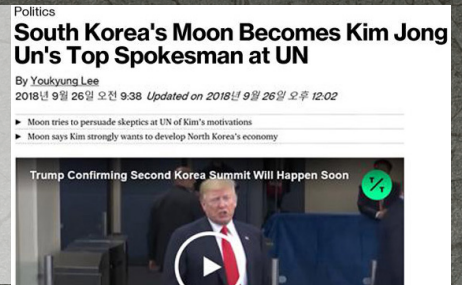 Politics
South Korea's Moon Becomes Kim Jong
Un's Top Spokesman at UN
By Youkyung Lee
2018년 9월 26일 오전 9:38 Updated on 2018년 9월 26일 오후 12:02
▸ Moon tries to persuade skeptics at UN of Kim's motivations
▸ Moon says Kim strongly wants to develop North Korea's economy
Trump Confirming Second Korea Summit Will Happen Soon